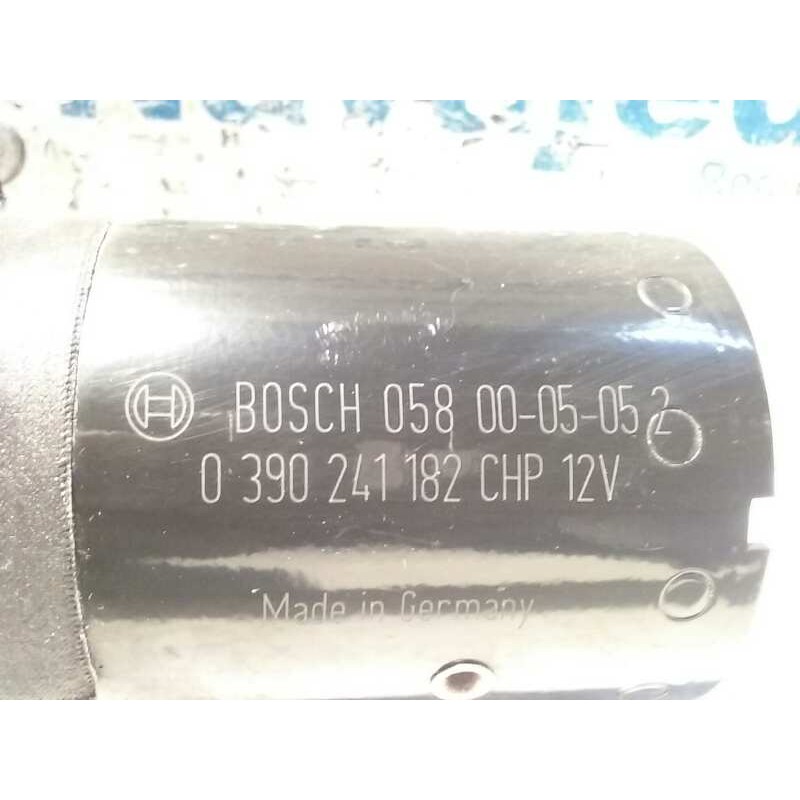 BOSCH 058 00-05-05 2
0 390 241 182 CHP 12V
Made in Germany